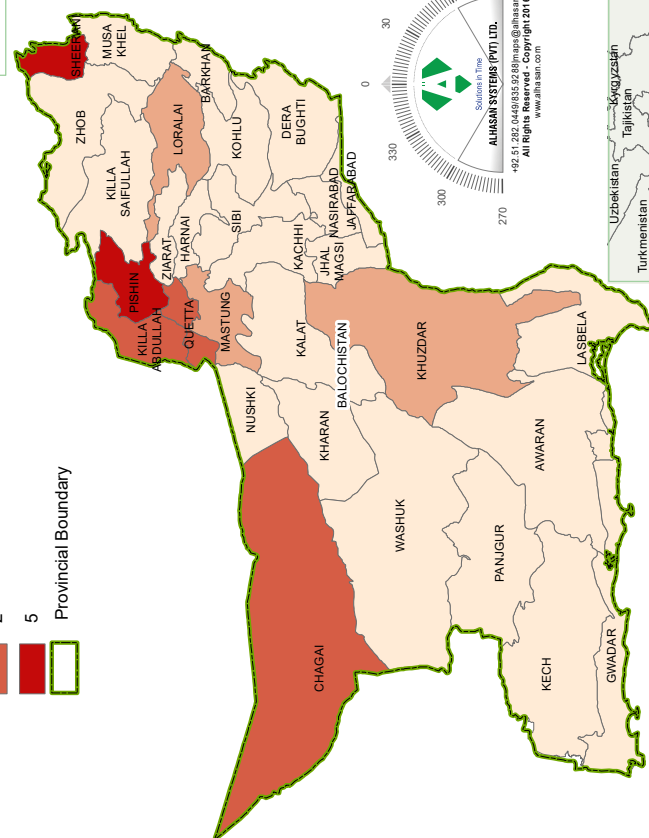 5
Provincial Boundary
SHEERANI
MUSA
KHEL
ZHOB
BARKHAN
LORALAI
KILLA
SAIFULLAH
KOHLU
DERA
BUGHTI
ZIARAT
HARNAI
SIBI
NASIRABAD
JAFFARABAD
KACHHI
JHAL
MAGSI
PISHIN
KILLA
ABDULLAH
QUETTA
MASTUNG
KALAT
BALOCHISTAN
KHUZDAR
LASBELA
NUSHKI
KHARAN
AWARAN
WASHUK
PANJGUR
CHAGAI
KECH
GWADAR
30
0
330
300
270
Solutions in Time
ALHASAN SYSTEMS (PVT) LTD.
All Rights Reserved - Copyright
www.alhasan.com
Kyrgyzstan
Tajikistan
Uzbekistan
Turkmenistan